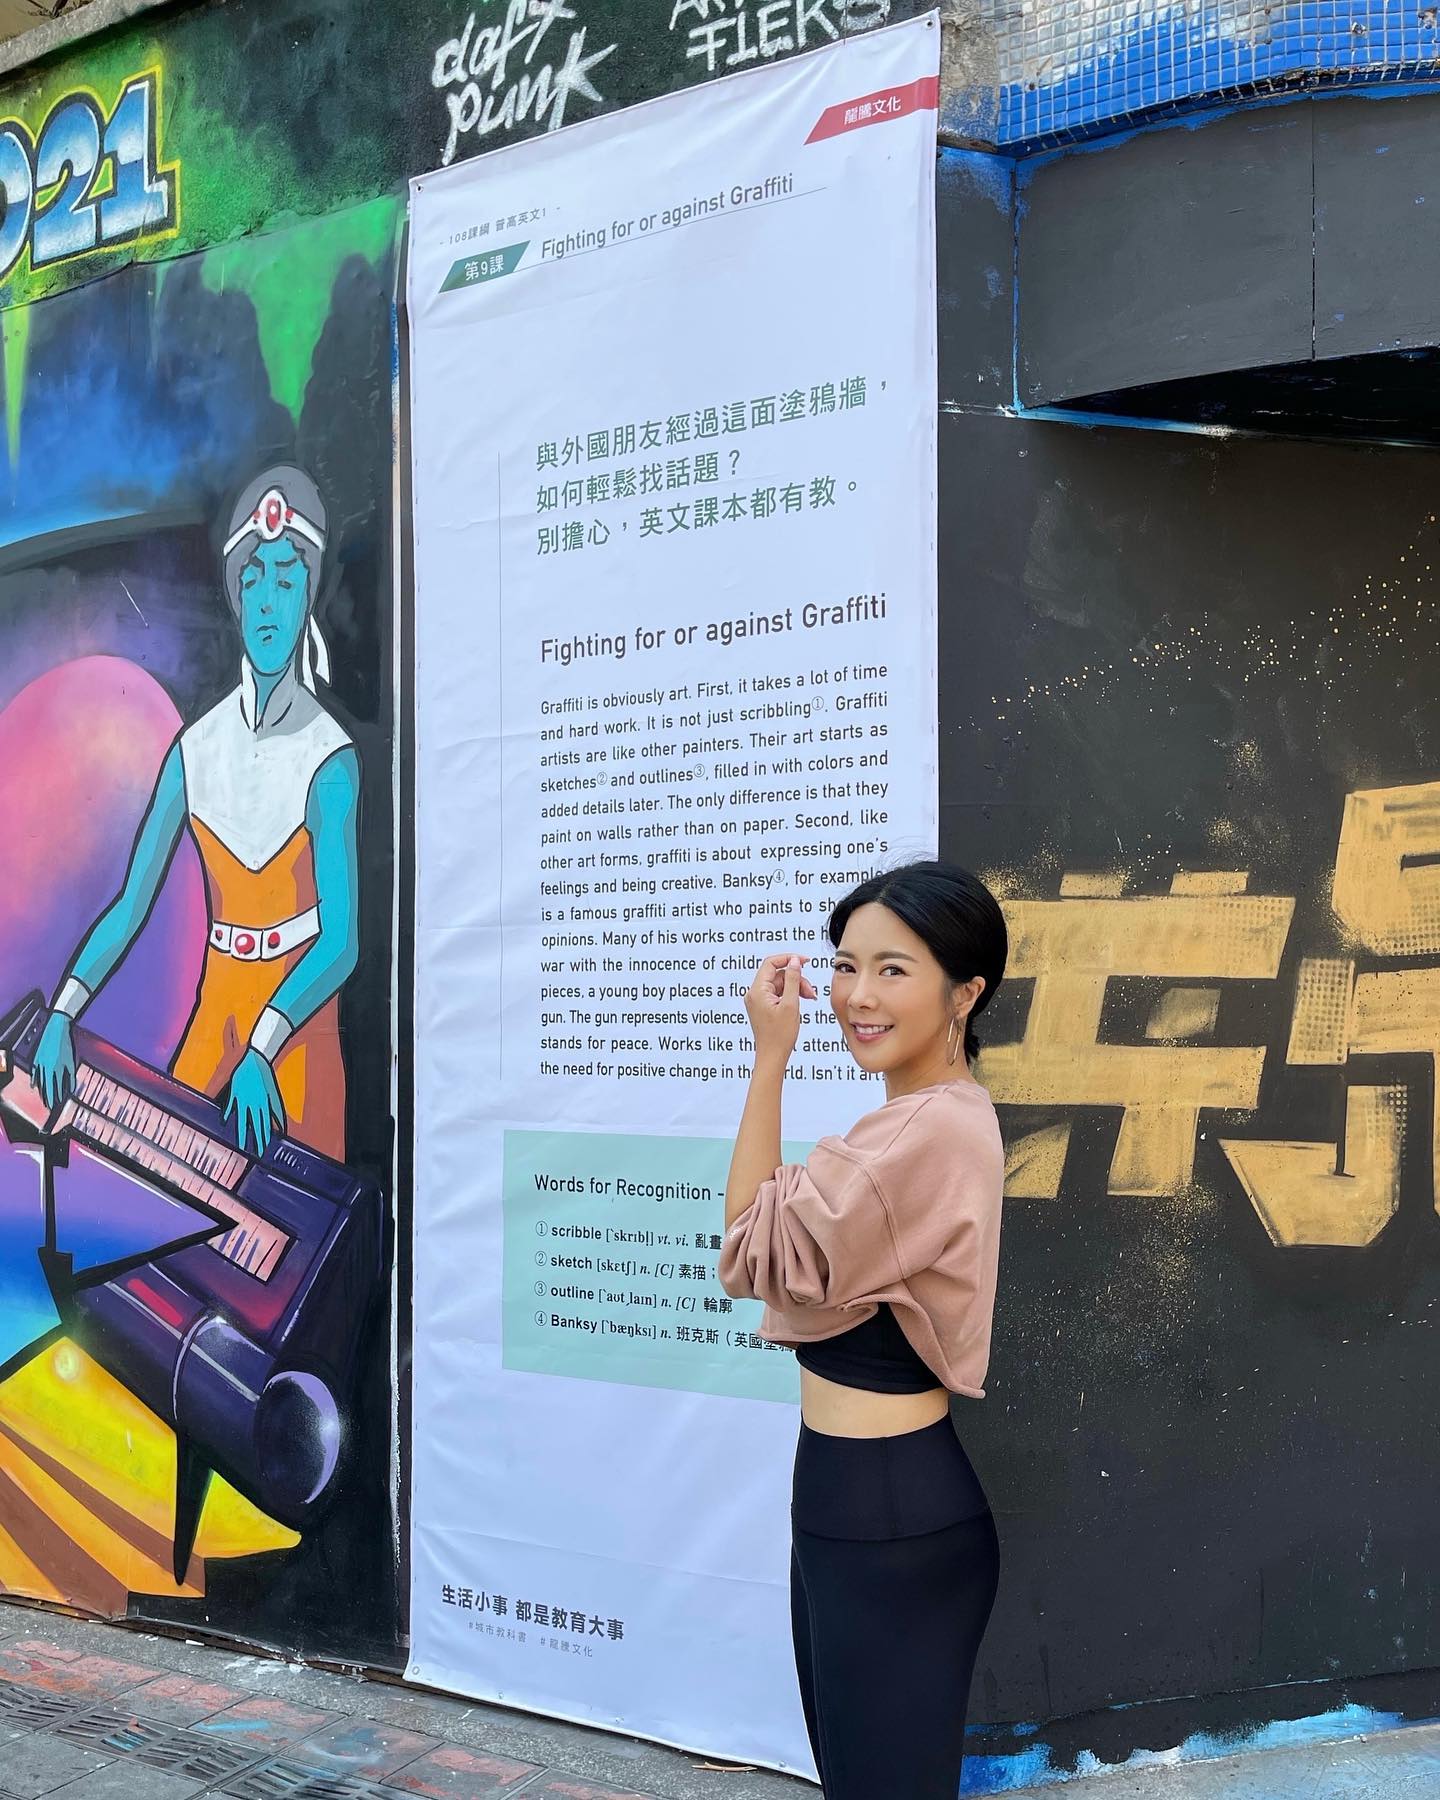 daft
punk
021
龍騰文化
- 108課綱 普高英文1 -
第9課 Fighting for or against Graffiti
與外國朋友經過這面塗鴉牆，
如何輕鬆找話題？
別擔心，英文課本都有教。
Fighting for or against Graffiti
Graffiti is obviously art. First, it takes a lot of time
and hard work. It is not just scribbling①. Graffiti
artists are like other painters. Their art starts as
sketches② and outlines③, filled in with colors and
added details later. The only difference is that they
paint on walls rather than on paper. Second, like
other art forms, graffiti is about expressing one's
feelings and being creative. Banksy④, for example,
is a famous graffiti artist who paints to
opinions. Many of his works contrast the
war with the innocence of one
pieces, a young boy places a
gun. The gun represents violence, the
stands for peace. Works like
the need for positive change in the Isn't it art?
Words for Recognition -
① scribble [ˋskrɪbḷ] vt. vi. 亂畫
② sketch [skɛtʃ] n. [C] 素描；
③ outline [ˋaʊt͵laɪn] n. [C] 輪廓
④ Banksy [ˋbæŋksɪ] n. 班克斯（英國塗
生活小事 都是教育大事
#城市教科書 #龍騰文化